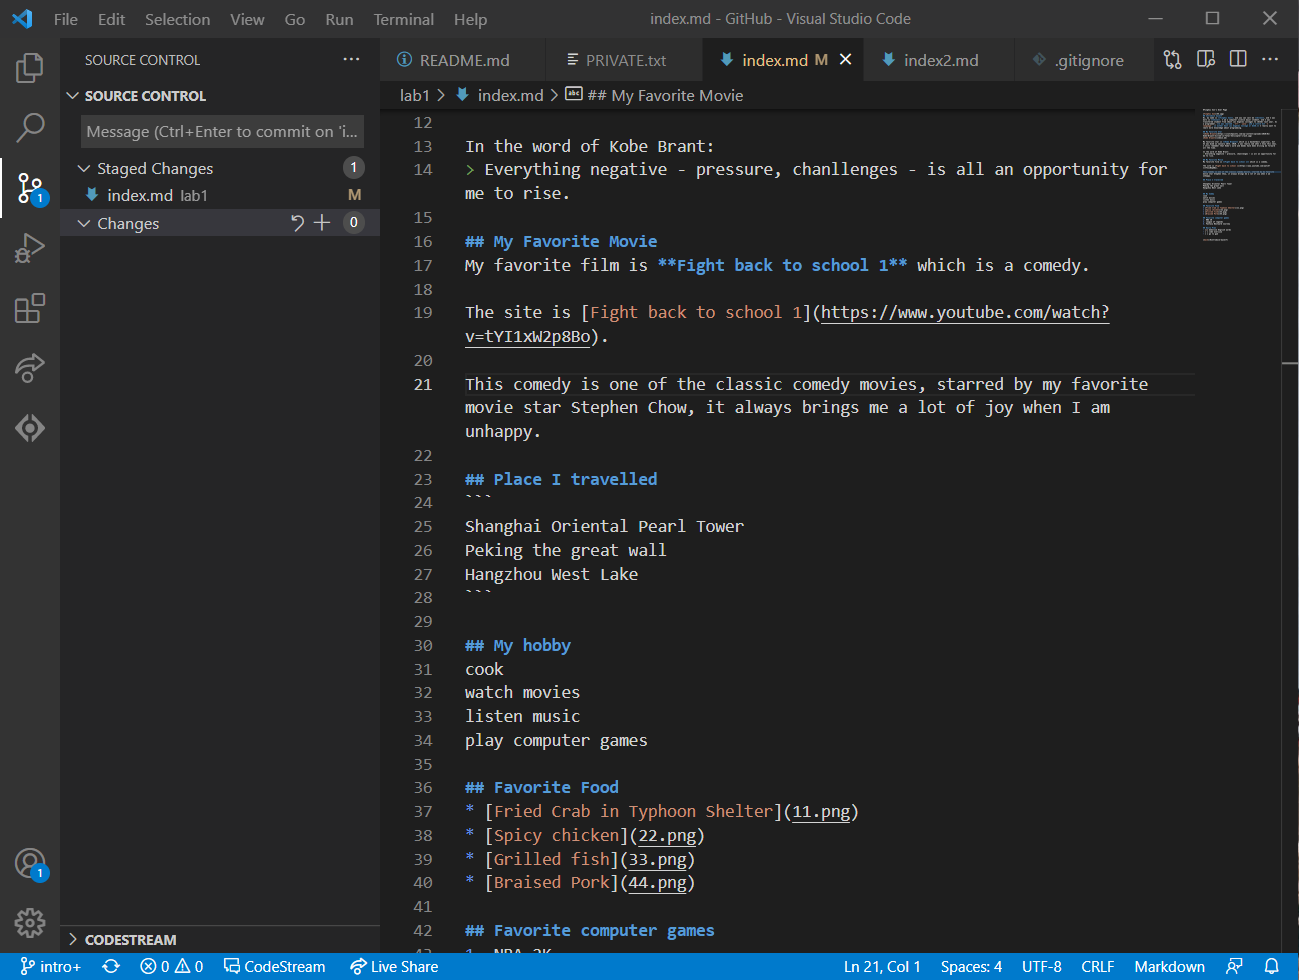 File Edit Selection View Go Run Terminal Help index.md - GitHub - Visual Studio Code
SOURCE CONTROL
README.md PRIVATE.txt index.md M index2.md .gitignore
SOURCE CONTROL
lab1 > index.md > abc ## My Favorite Movie
Message (Ctrl+Enter to commit on 'i...
Staged Changes 1
index.md lab1 M
Changes 0
12
13 In the word of Kobe Brant:
14 > Everything negative - pressure, chanllenges - is all an opportunity for
me to rise.
15
16 ## My Favorite Movie
17 My favorite film is **Fight back to school 1** which is a comedy.
18
19 The site is [Fight back to school 1](https://www.youtube.com/watch?
v=tYI1xW2p8Bo).
20
21 This comedy is one of the classic comedy movies, starred by my favorite
movie star Stephen Chow, it always brings me a lot of joy when I am
unhappy.
22
23 ## Place I travelled
24 ```
25 Shanghai Oriental Pearl Tower
26 Peking the great wall
27 Hangzhou West Lake
28 ```
29
30 ## My hobby
31 cook
32 watch movies
33 listen music
34 play computer games
35
36 ## Favorite Food
37 * [Fried Crab in Typhoon Shelter](11.png)
38 * [Spicy chicken](22.png)
39 * [Grilled fish](33.png)
40 * [Braised Pork](44.png)
41
42 ## Favorite computer games
43 1. NBA 2K
1
1
CODESTREAM
intro+ 0 0 CodeStream Live Share Ln 21, Col 1 Spaces: 4 UTF-8 CRLF Markdown